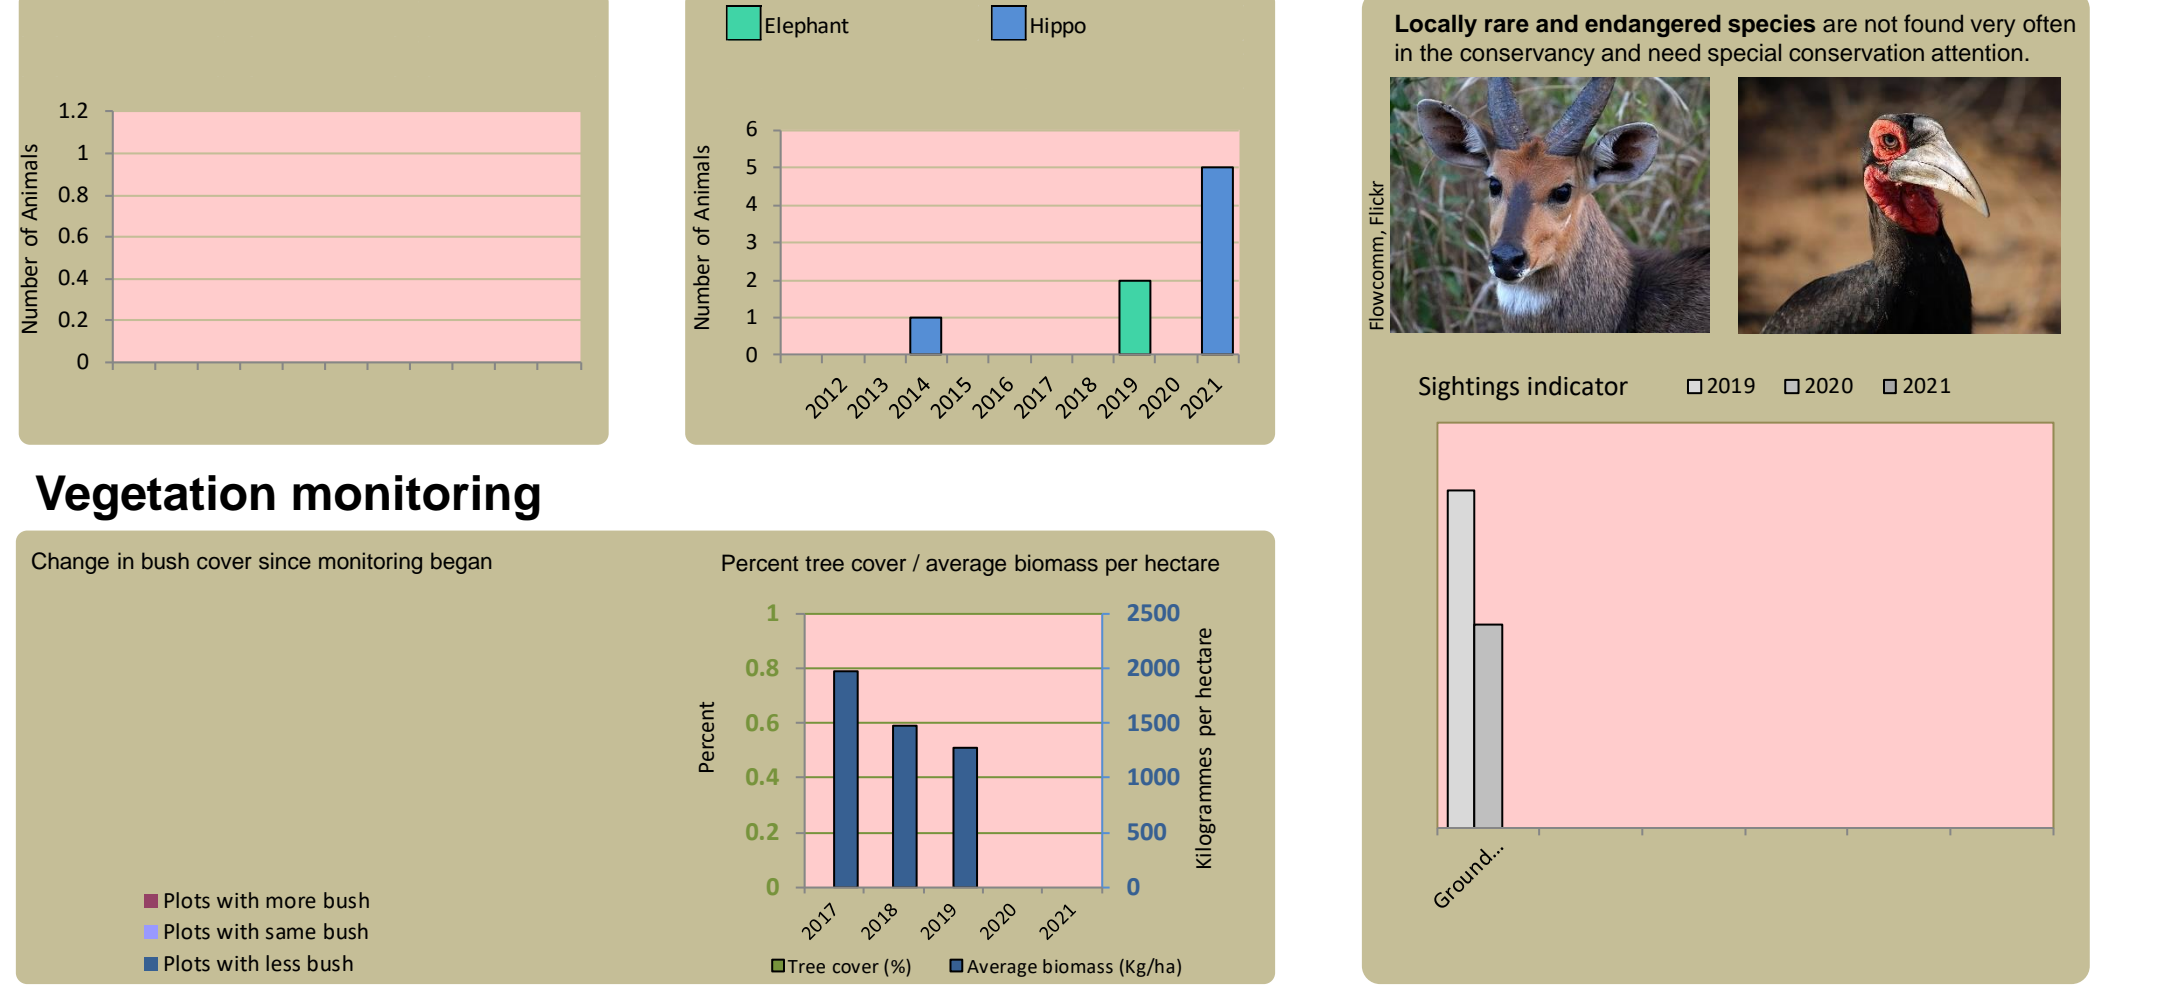 1.2
1
0.8
0.6
0.4
0.2
0
Number of Animals
Elephant
Hippo
6
5
4
3
2
1
0
Number of Animals
2012
2013
2014
2015
2016
2017
2018
2019
2020
2021
Locally rare and endangered species are not found very often
in the conservancy and need special conservation attention.
Flowcomm, Flickr
Sightings indicator
2019
2020
2021
Ground...
Vegetation monitoring
Change in bush cover since monitoring began
Plots with more bush
Plots with same bush
Plots with less bush
Percent tree cover / average biomass per hectare
1
0.8
0.6
0.4
0.2
0
Percent
2500
2000
1500
1000
500
0
Kilogrammes per hectare
2017
2018
2019
2020
2021
Tree cover (%)
Average biomass (Kg/ha)